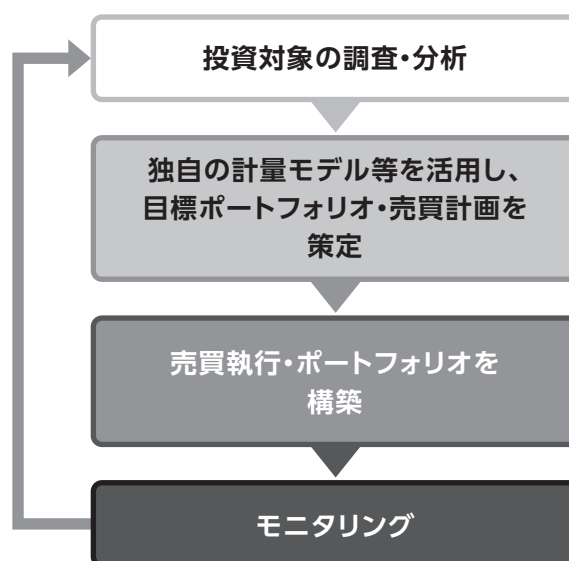 投資対象の調査・分析
独自の計量モデル等を活用し、
目標ポートフォリオ・売買計画を
策定
売買執行・ポートフォリオを
構築
モニタリング